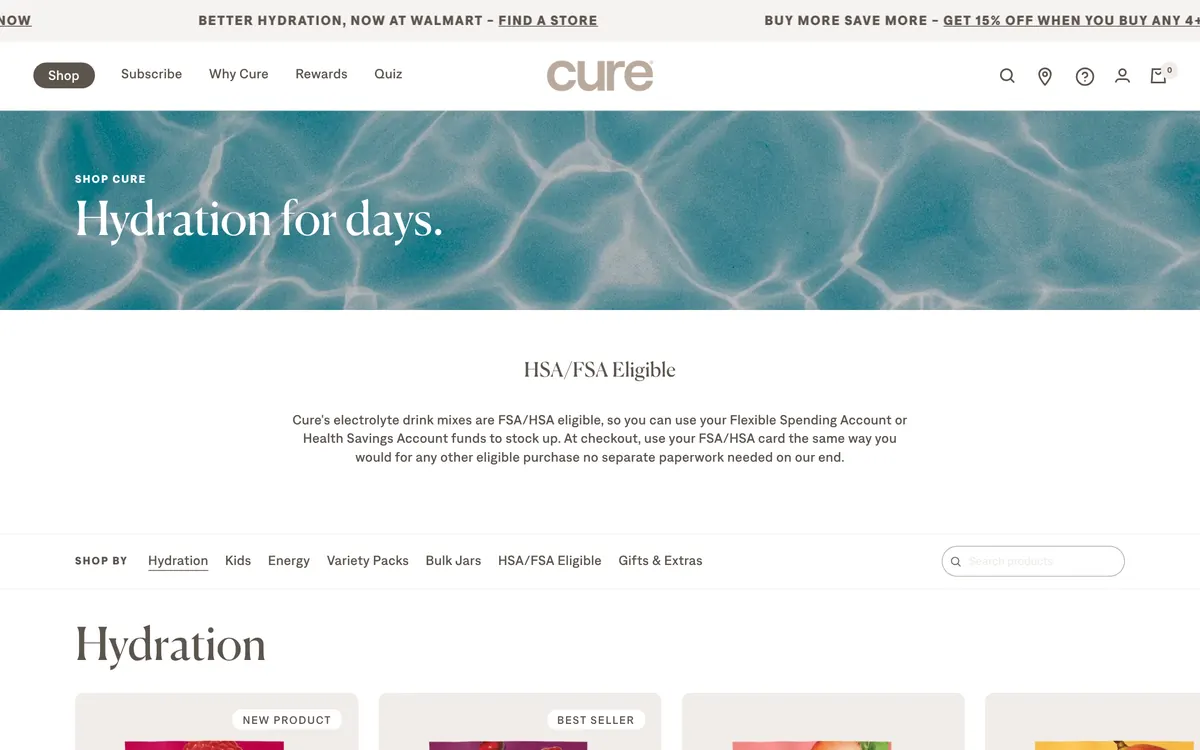 NOW
BETTER HYDRATION, NOW AT WALMART – FIND A STORE
BUY MORE SAVE MORE – GET 15% OFF WHEN YOU BUY ANY 4+
Shop
Subscribe
Why Cure
Rewards
Quiz
cure
0
SHOP CURE
Hydration for days.
HSA/FSA Eligible
Cure's electrolyte drink mixes are FSA/HSA eligible, so you can use your Flexible Spending Account or
Health Savings Account funds to stock up. At checkout, use your FSA/HSA card the same way you
would for any other eligible purchase no separate paperwork needed on our end.
SHOP BY
Hydration
Kids
Energy
Variety Packs
Bulk Jars
HSA/FSA Eligible
Gifts & Extras
Search products
Hydration
NEW PRODUCT
BEST SELLER